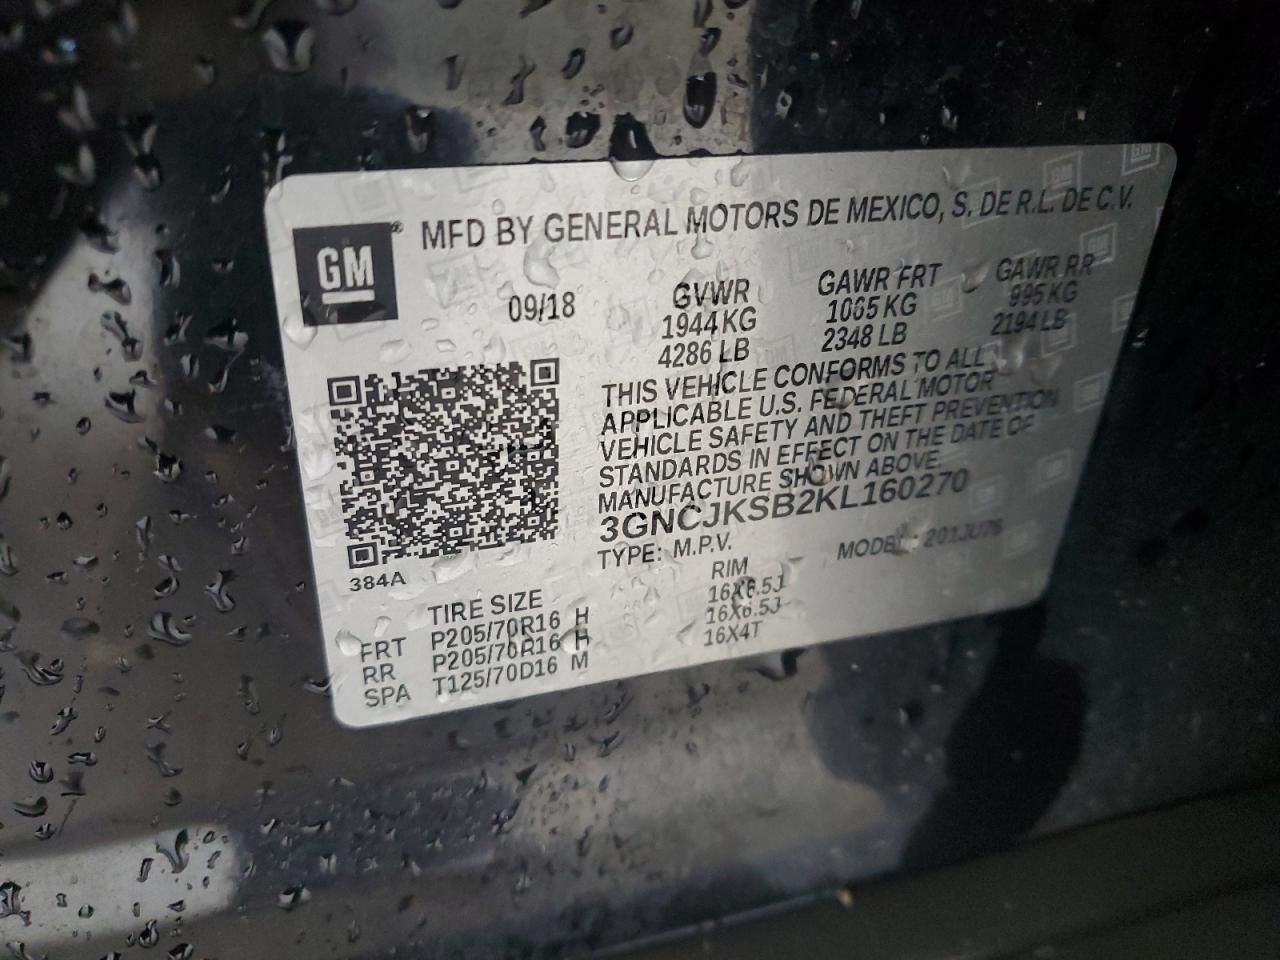 GM
® MFD BY GENERAL MOTORS DE MEXICO, S. DE R.L. DE C.V.
09/18 GVWR GAWR FRT GAWR RR
1944 KG 1065 KG 995 KG
4286 LB 2348 LB 2194 LB
THIS VEHICLE CONFORMS TO ALL
APPLICABLE U.S. FEDERAL MOTOR
VEHICLE SAFETY AND THEFT PREVENTION
STANDARDS IN EFFECT ON THE DATE OF
MANUFACTURE SHOWN ABOVE.
3GNCJKSB2KL160270
TYPE: M.P.V. MODEL: 201JU76
384A
TIRE SIZE RIM
FRT P205/70R16 H 16X6.5J
RR P205/70R16 H 16X6.5J
SPA T125/70D16 M 16X4T